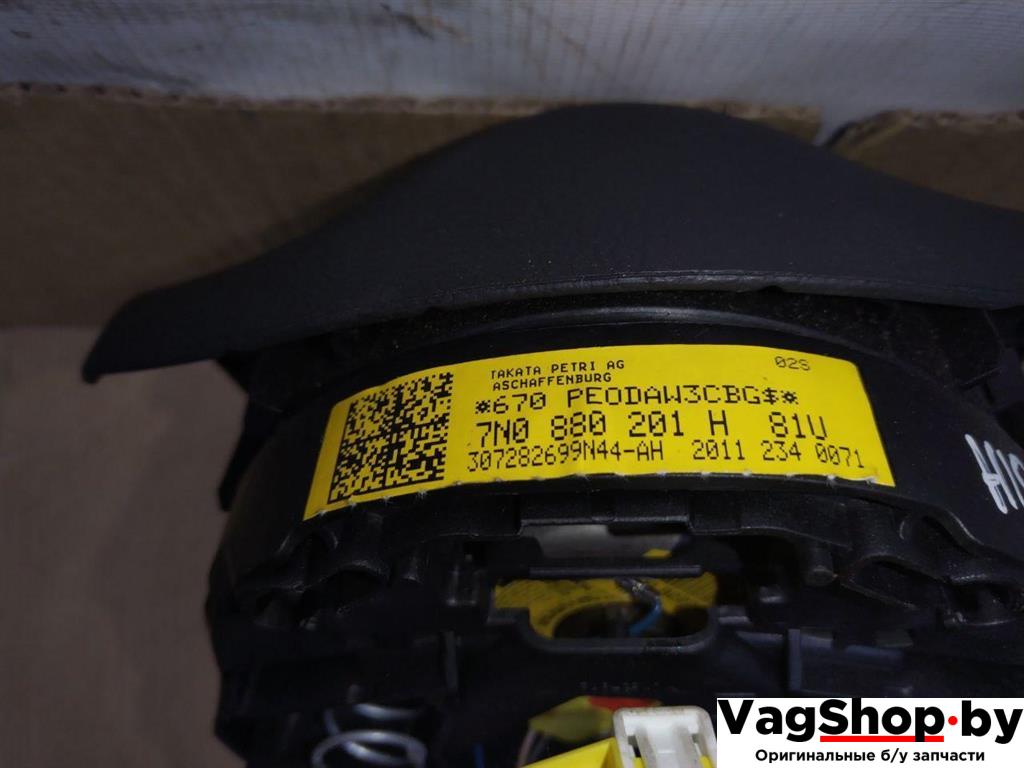 TAKATA PETRI AG 02S
ASCHAFFENBURG
*670 PEODAW3CBG$*
7N0 880 201 H 81U
307282699N44-AH 2011 234 0071
VagShop.by
Оригинальные б/у запчасти